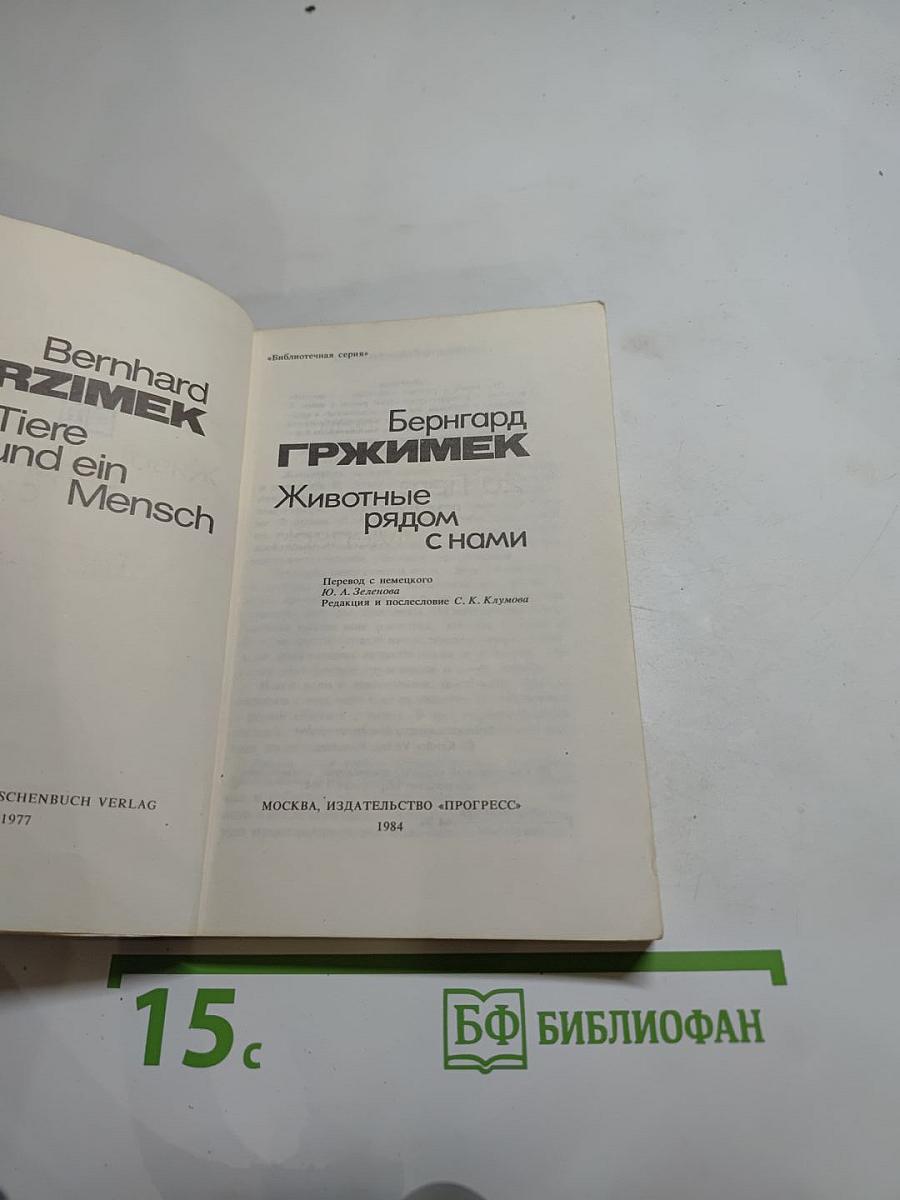 Bernhard
RZIMEK
Tiere
und ein
Mensch
SCHENBUCH VERLAG
1977
«Библиотечная серия»
Бернгард
ГРЖИМЕК
Животные
рядом
с нами
Перевод с немецкого
Ю. А. Зеленова
Редакция и послесловие С. К. Клумова
МОСКВА, ИЗДАТЕЛЬСТВО «ПРОГРЕСС»
1984
15 с
БФ БИБЛИОФАН